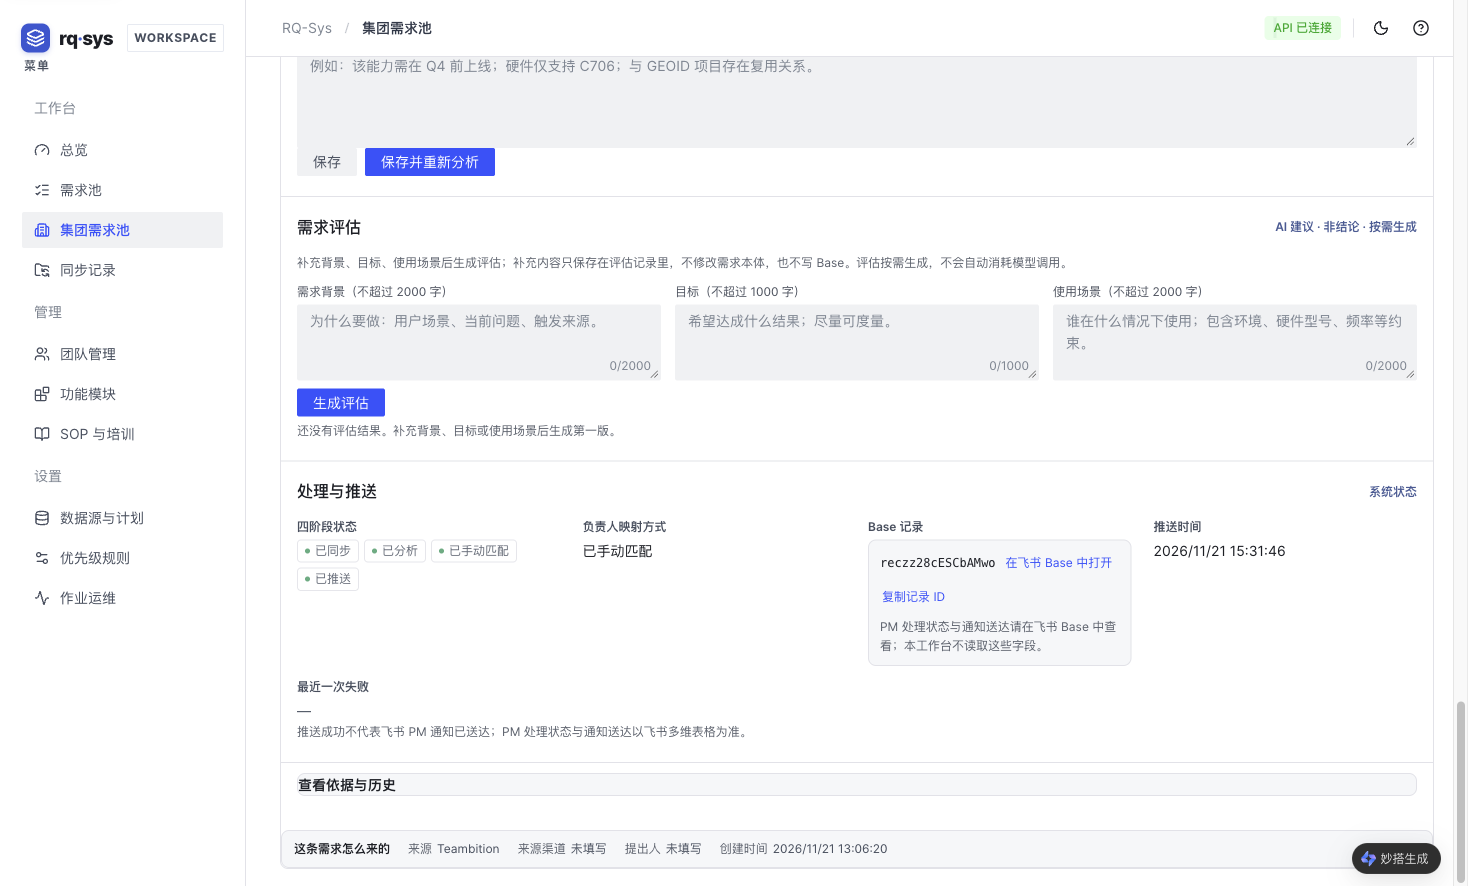 rq·sys
WORKSPACE
菜单
工作台
总览
需求池
集团需求池
同步记录
管理
团队管理
功能模块
SOP 与培训
设置
数据源与计划
优先级规则
作业运维
RQ-Sys / 集团需求池
API 已连接
例如：该能力需在 Q4 前上线；硬件仅支持 C706；与 GEOID 项目存在复用关系。
保存
保存并重新分析
需求评估
AI 建议 · 非结论 · 按需生成
补充背景、目标、使用场景后生成评估；补充内容只保存在评估记录里，不修改需求本体，也不写 Base。评估按需生成，不会自动消耗模型调用。
需求背景（不超过 2000 字）
为什么要做：用户场景、当前问题、触发来源。
0/2000
目标（不超过 1000 字）
希望达成什么结果；尽量可度量。
0/1000
使用场景（不超过 2000 字）
谁在什么情况下使用；包含环境、硬件型号、频率等约
束。
0/2000
生成评估
还没有评估结果。补充背景、目标或使用场景后生成第一版。
处理与推送
系统状态
四阶段状态
已同步
已分析
已手动匹配
已推送
负责人映射方式
已手动匹配
Base 记录
reczz28cESCbAMwo 在飞书 Base 中打开
复制记录 ID
PM 处理状态与通知送达请在飞书 Base 中查
看；本工作台不读取这些字段。
推送时间
2026/11/21 15:31:46
最近一次失败
—
推送成功不代表飞书 PM 通知已送达；PM 处理状态与通知送达以飞书多维表格为准。
查看依据与历史
这条需求怎么来的 来源 Teambition 来源渠道 未填写 提出人 未填写 创建时间 2026/11/21 13:06:20
妙搭生成